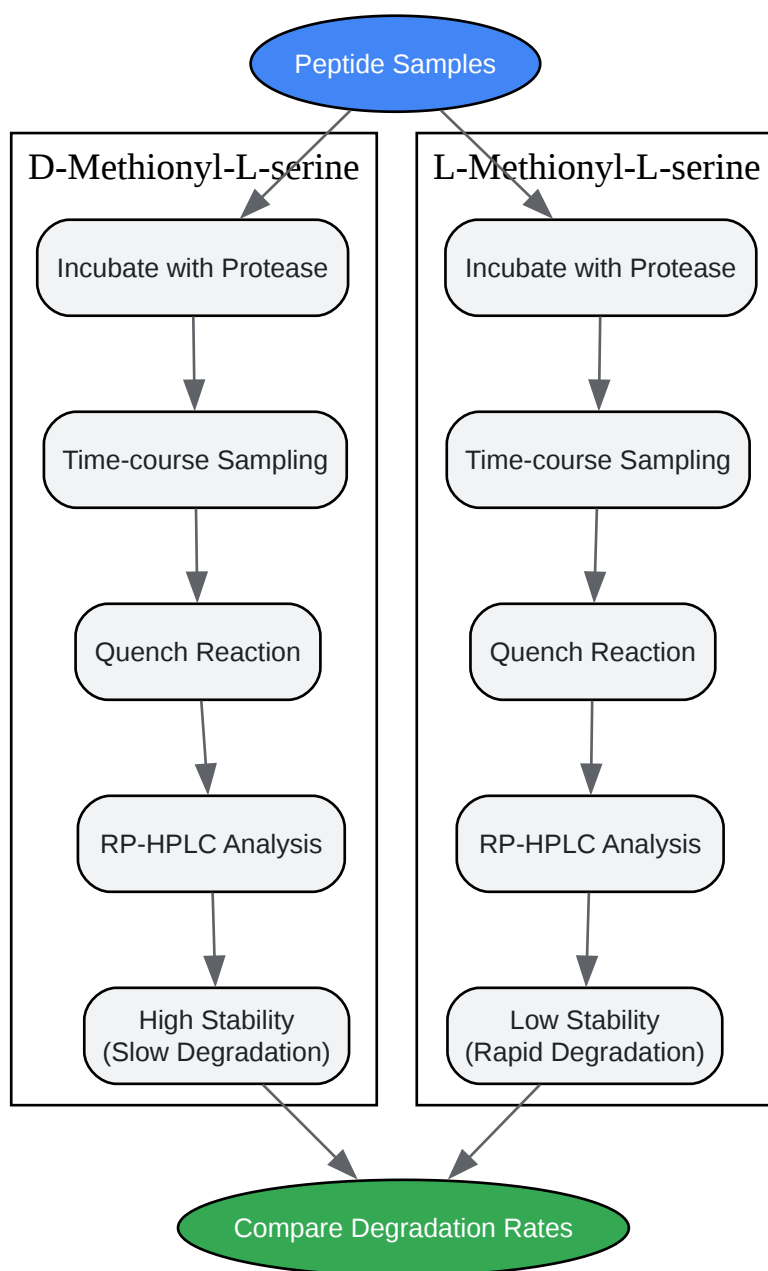 Peptide Samples
D-Methionyl-L-serine
Incubate with Protease
Time-course Sampling
Quench Reaction
RP-HPLC Analysis
High Stability
(Slow Degradation)
L-Methionyl-L-serine
Incubate with Protease
Time-course Sampling
Quench Reaction
RP-HPLC Analysis
Low Stability
(Rapid Degradation)
Compare Degradation Rates